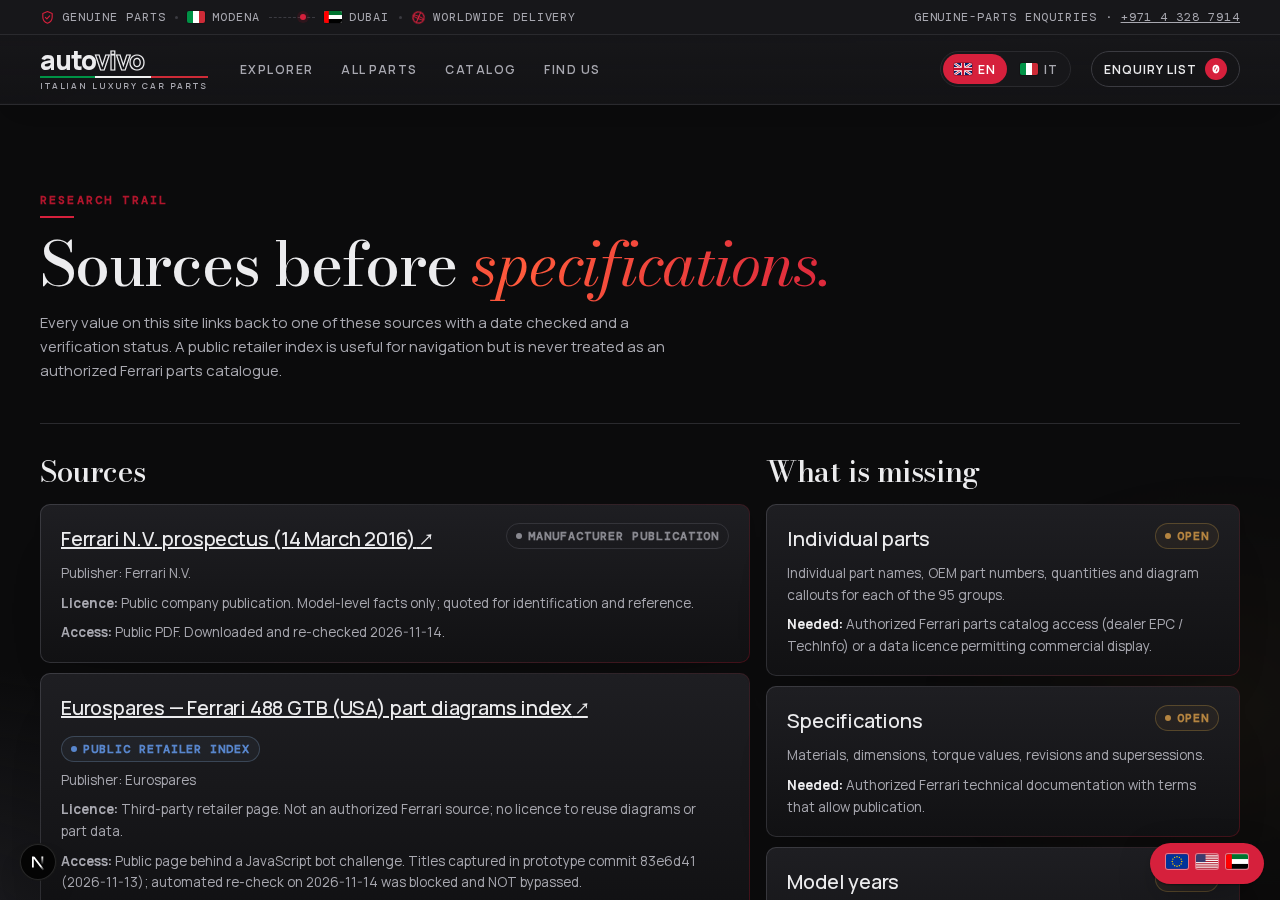 GENUINE PARTS • MODENA DUBAI • WORLDWIDE DELIVERY
GENUINE-PARTS ENQUIRIES · +971 4 328 7914
autovivo
ITALIAN LUXURY CAR PARTS
EXPLORER ALL PARTS CATALOG FIND US
EN IT
ENQUIRY LIST 0
RESEARCH TRAIL
Sources before specifications.
Every value on this site links back to one of these sources with a date checked and a
verification status. A public retailer index is useful for navigation but is never treated as an
authorized Ferrari parts catalogue.
Sources
Ferrari N.V. prospectus (14 March 2016) ↗
MANUFACTURER PUBLICATION
Publisher: Ferrari N.V.
Licence: Public company publication. Model-level facts only; quoted for identification and reference.
Access: Public PDF. Downloaded and re-checked 2026-11-14.
Eurospares — Ferrari 488 GTB (USA) part diagrams index ↗
PUBLIC RETAILER INDEX
Publisher: Eurospares
Licence: Third-party retailer page. Not an authorized Ferrari source; no licence to reuse diagrams or
part data.
Access: Public page behind a JavaScript bot challenge. Titles captured in prototype commit 83e6d41
(2026-11-13); automated re-check on 2026-11-14 was blocked and NOT bypassed.
What is missing
Individual parts
OPEN
Individual part names, OEM part numbers, quantities and diagram
callouts for each of the 95 groups.
Needed: Authorized Ferrari parts catalog access (dealer EPC /
TechInfo) or a data licence permitting commercial display.
Specifications
OPEN
Materials, dimensions, torque values, revisions and supersessions.
Needed: Authorized Ferrari technical documentation with terms
that allow publication.
Model years
N